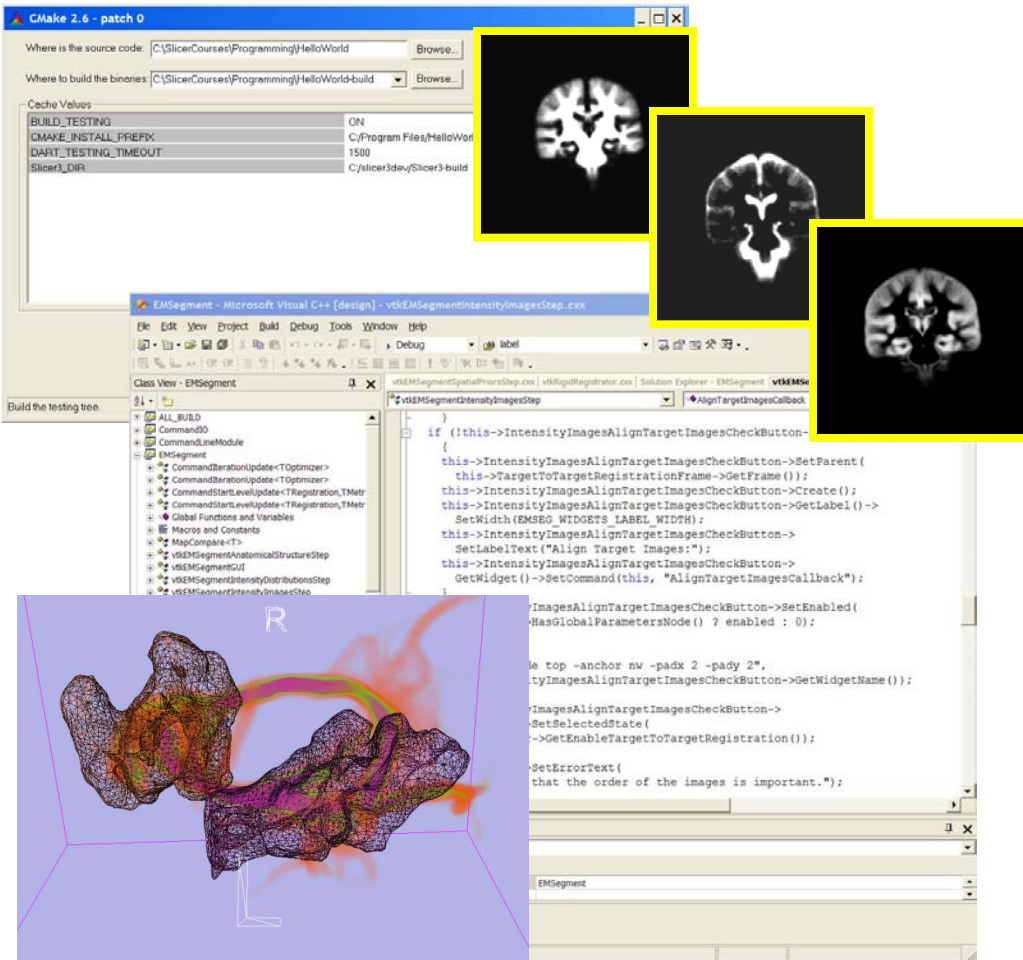 CMake 2.6 - patch 0
Where is the source code: C:\SlicerCourses\Programming\HelloWorld Browse...
Where to build the binaries: C:\SlicerCourses\Programming\HelloWorld-build Browse...
Cache Values
BUILD_TESTING ON
CMAKE_INSTALL_PREFIX C:/Program Files/HelloWorl
DART_TESTING_TIMEOUT 1500
Slicer3_DIR C:/slicer3dev/Slicer3-build
Build the testing tree.
EMSegment - Microsoft Visual C++ [design] - vtkEMSegmentIntensityImagesStep.cxx
File Edit View Project Build Debug Tools Window Help
Debug label
Class View - EMSegment
vtkEMSegmentSpatialPriorsStep.cxx vtkRigidRegistrator.cxx Solution Explorer - EMSegment vtkEMSe
vtkEMSegmentIntensityImagesStep AlignTargetImagesCallback
ALL_BUILD
CommandIO
CommandLineModule
EMSegment
CommandIterationUpdate<TOptimizer>
CommandIterationUpdate<TOptimizer>
CommandStartLevelUpdate<TRegistration,TMetr
CommandStartLevelUpdate<TRegistration,TMetr
Global Functions and Variables
Macros and Constants
MapCompare<T>
vtkEMSegmentAnatomicalStructureStep
vtkEMSegmentGUI
vtkEMSegmentIntensityDistributionsStep
vtkEMSegmentIntensityImagesStep
}
if (!this->IntensityImagesAlignTargetImagesCheckButton-
{
this->IntensityImagesAlignTargetImagesCheckButton->SetParent(
this->TargetToTargetRegistrationFrame->GetFrame());
this->IntensityImagesAlignTargetImagesCheckButton->Create();
this->IntensityImagesAlignTargetImagesCheckButton->GetLabel()->
SetWidth(EMSEG_WIDGETS_LABEL_WIDTH);
this->IntensityImagesAlignTargetImagesCheckButton->
SetLabelText("Align Target Images:");
this->IntensityImagesAlignTargetImagesCheckButton->
GetWidget()->SetCommand(this, "AlignTargetImagesCallback");
}
yImagesAlignTargetImagesCheckButton->SetEnabled(
>HasGlobalParametersNode() ? enabled : 0);
de top -anchor nw -padx 2 -pady 2",
ityImagesAlignTargetImagesCheckButton->GetWidgetName());
yImagesAlignTargetImagesCheckButton->
>SetSelectedState(
r->GetEnableTargetToTargetRegistration());
>SetErrorText(
that the order of the images is important.");
EMSegment
R
L